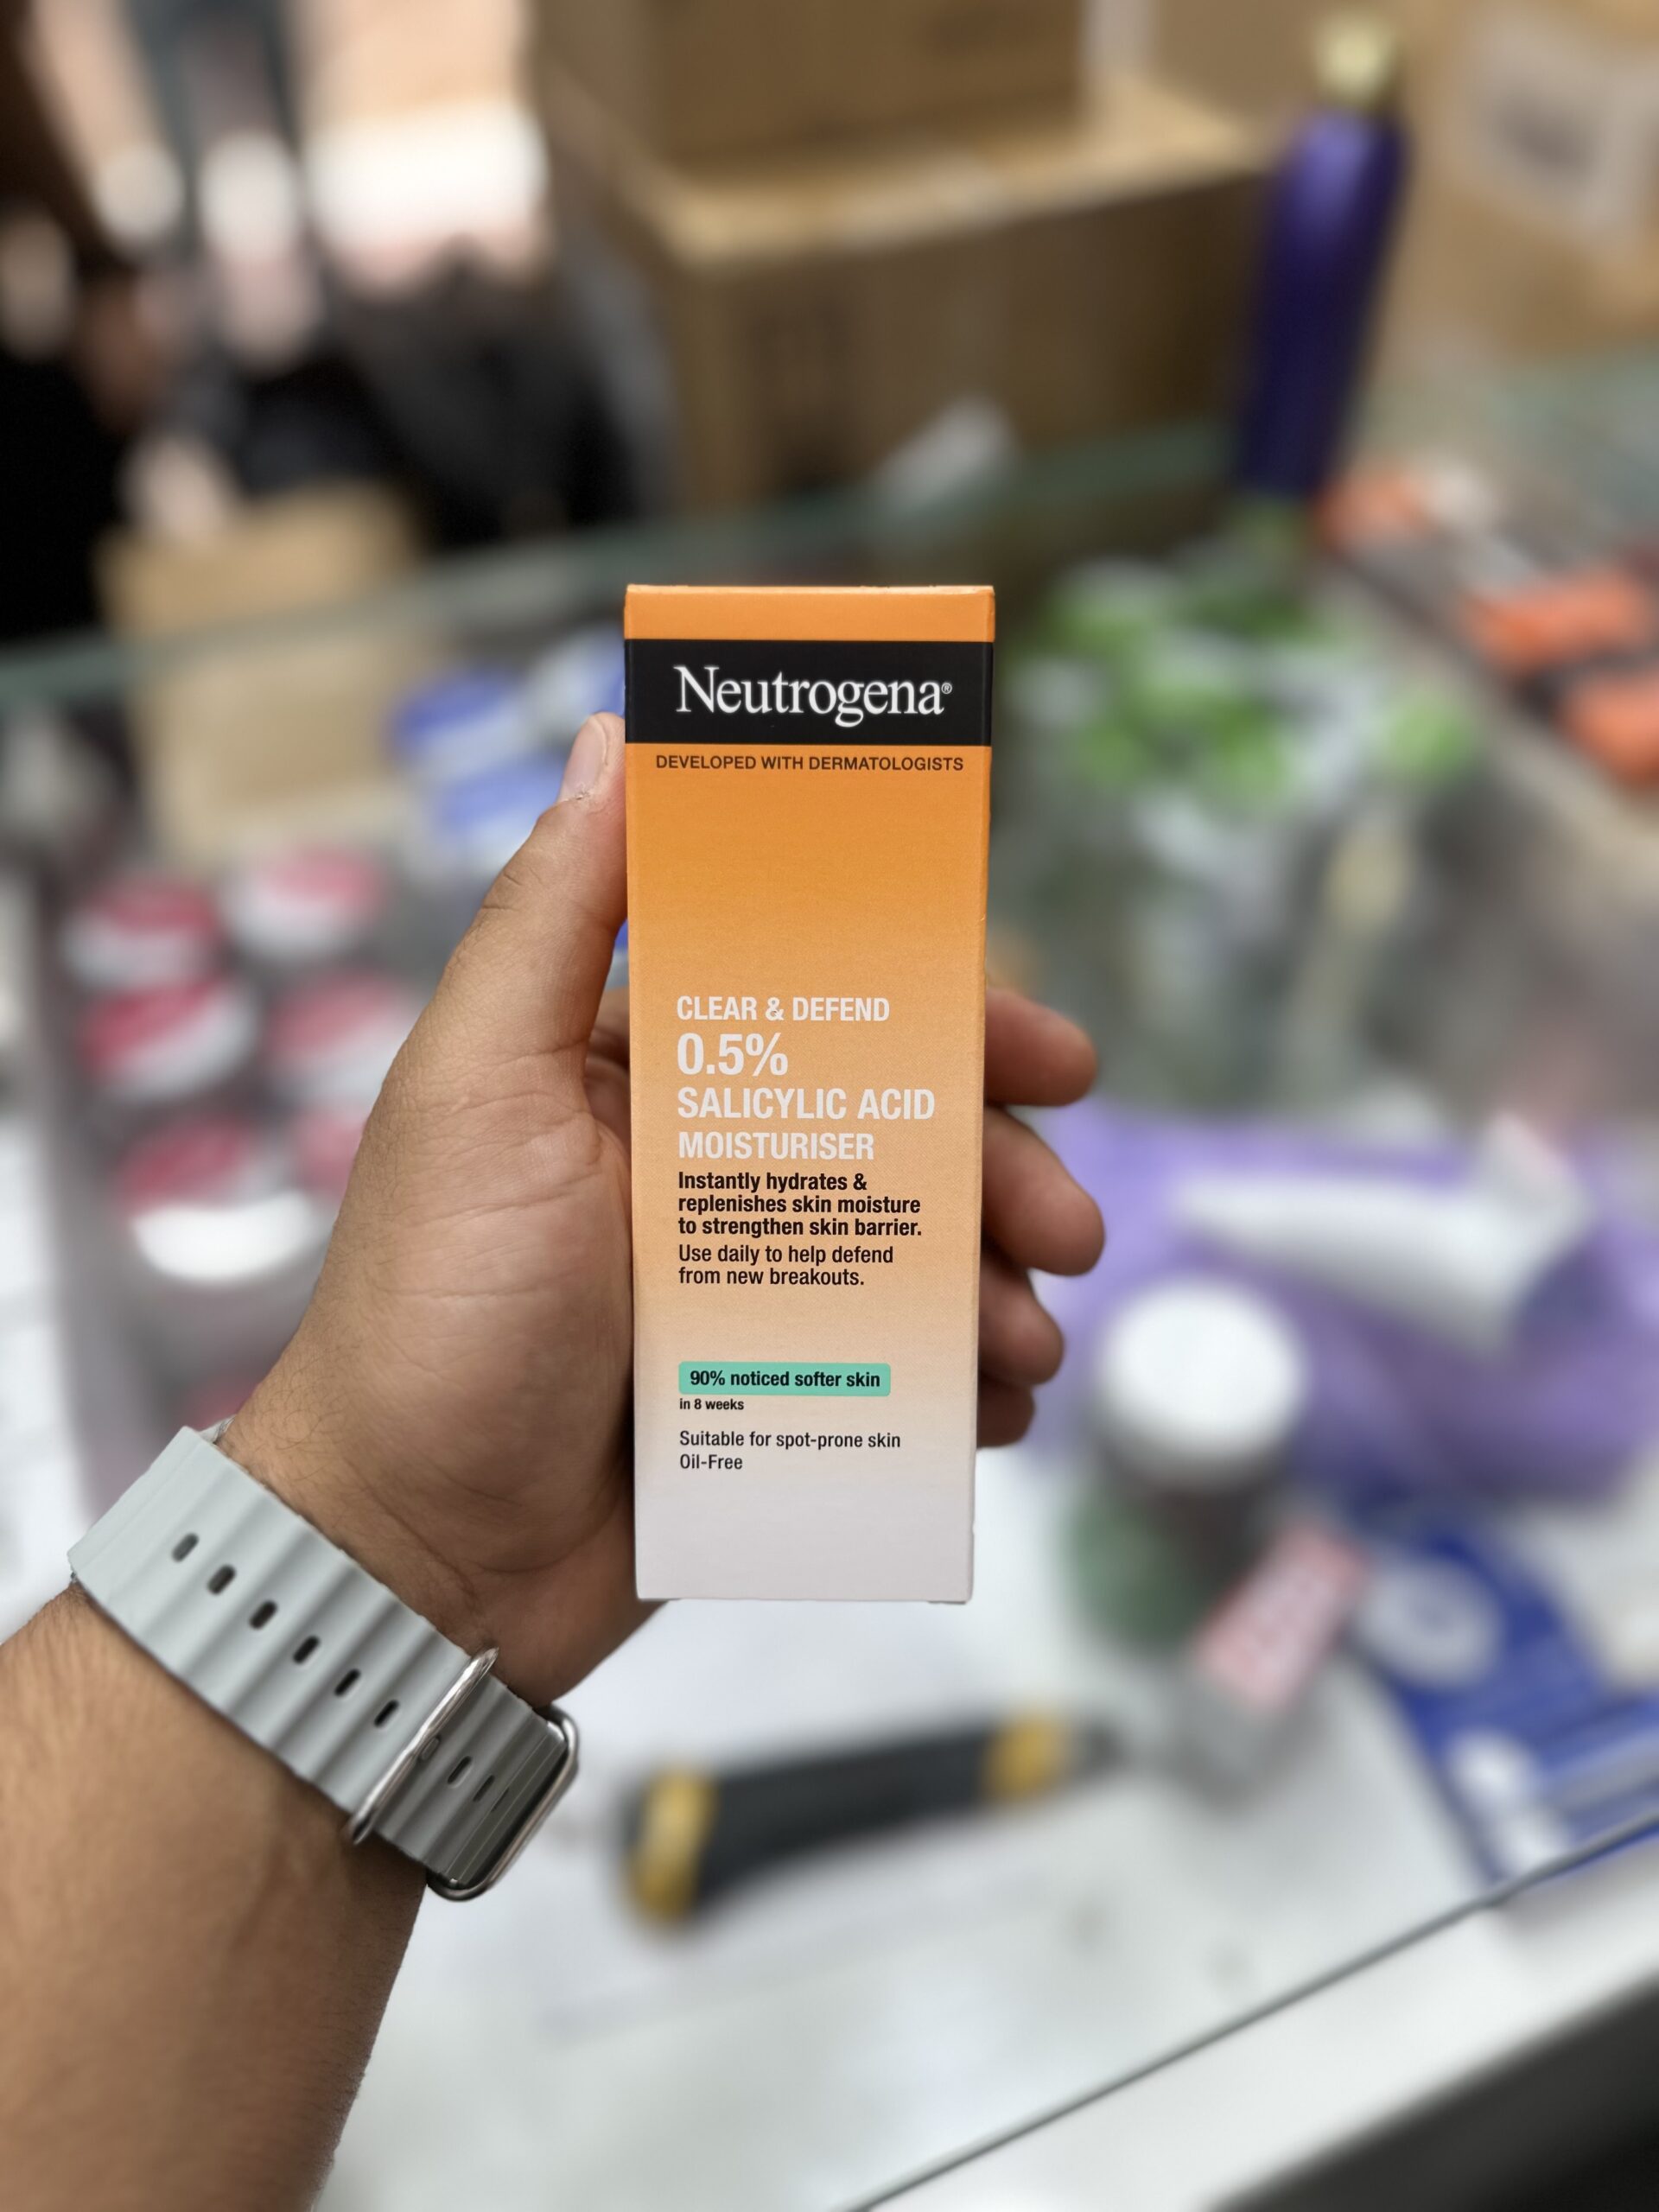 Neutrogena®
DEVELOPED WITH DERMATOLOGISTS
CLEAR & DEFEND
0.5%
SALICYLIC ACID
MOISTURISER
Instantly hydrates &
replenishes skin moisture
to strengthen skin barrier.
Use daily to help defend
from new breakouts.
90% noticed softer skin
in 8 weeks
Suitable for spot-prone skin
Oil-Free